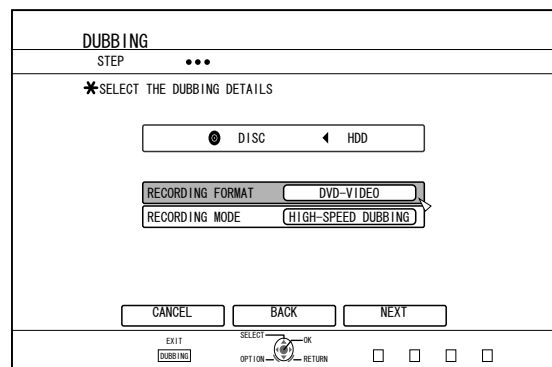 DUBBING
STEP
SELECT THE DUBBING DETAILS
DISC HDD
RECORDING FORMAT DVD-VIDEO
RECORDING MODE HIGH-SPEED DUBBING
CANCEL BACK NEXT
EXIT SELECT OK
DUBBING OPTION RETURN